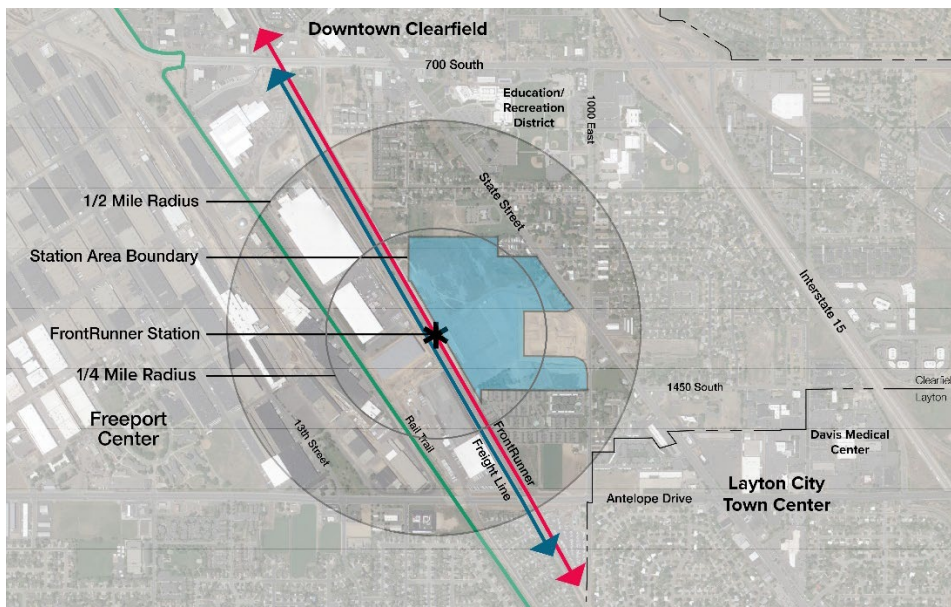 Downtown Clearfield
700 South
Education/
Recreation
District
1000 East
1/2 Mile Radius
State Street
Station Area Boundary
Interstate 15
FrontRunner Station
1/4 Mile Radius
1450 South
Clearfield
Layton
Freeport
Center
13th Street
Rail Trail
FrontRunner
Freight Line
Davis Medical
Center
Layton City
Town Center
Antelope Drive